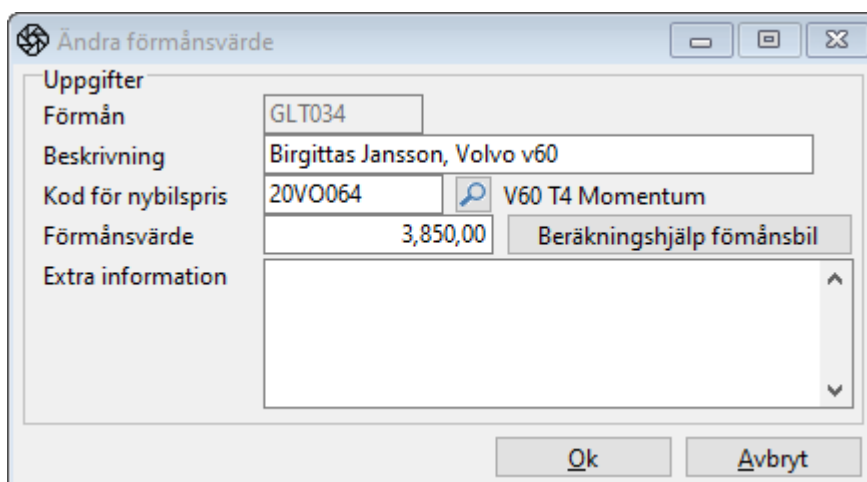 Ändra förmånsvärde
Uppgifter
Förmån GLT034
Beskrivning Birgittas Jansson, Volvo v60
Kod för nybilspris 20VO064 V60 T4 Momentum
Förmånsvärde 3,850,00 Beräkningshjälp fömånsbil
Extra information
Ok Avbryt